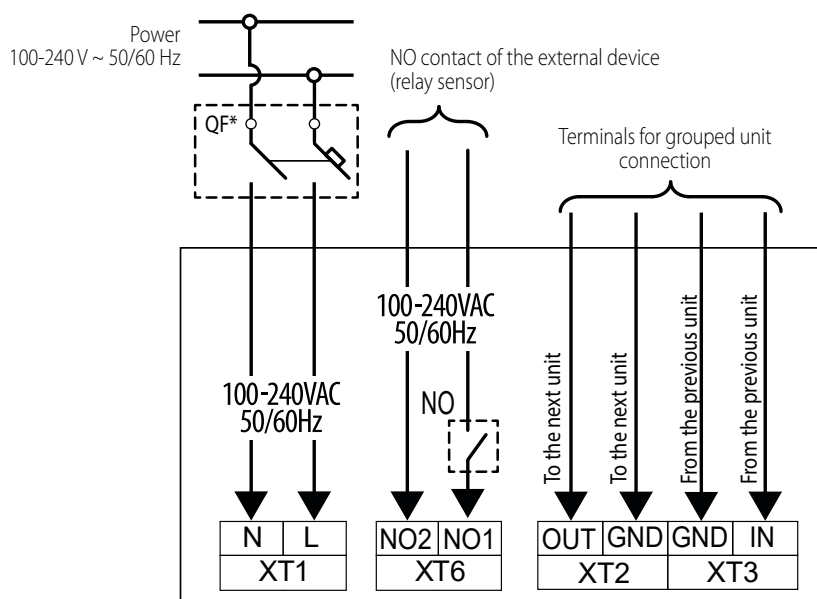 Power
100-240 V ~ 50/60 Hz
NO contact of the external device
(relay sensor)
QF*
Terminals for grouped unit
connection
100-240VAC
50/60Hz
100-240VAC
50/60Hz
NO
To the next unit
To the next unit
From the previous unit
From the previous unit
N L
NO2 NO1
OUT GND GND IN
XT1
XT6
XT2
XT3